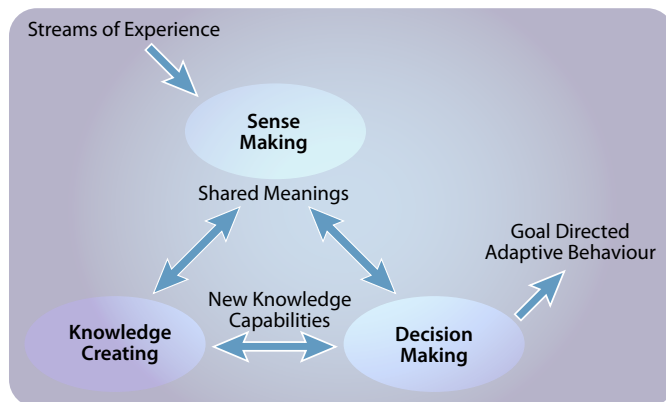 Streams of Experience
Sense
Making
Shared Meanings
Goal Directed
Adaptive Behaviour
New Knowledge
Capabilities
Knowledge
Creating
Decision
Making